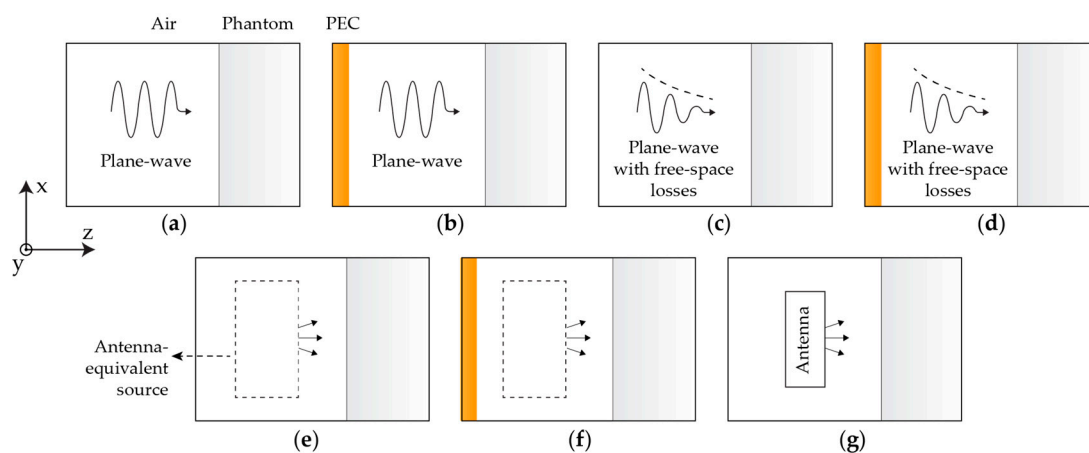 Air Phantom PEC
Plane-wave
Plane-wave
Plane-wave
with free-space
losses
Plane-wave
with free-space
losses
x
z
y
(a)
(b)
(c)
(d)
Antenna-
equivalent
source
Antenna
(e)
(f)
(g)